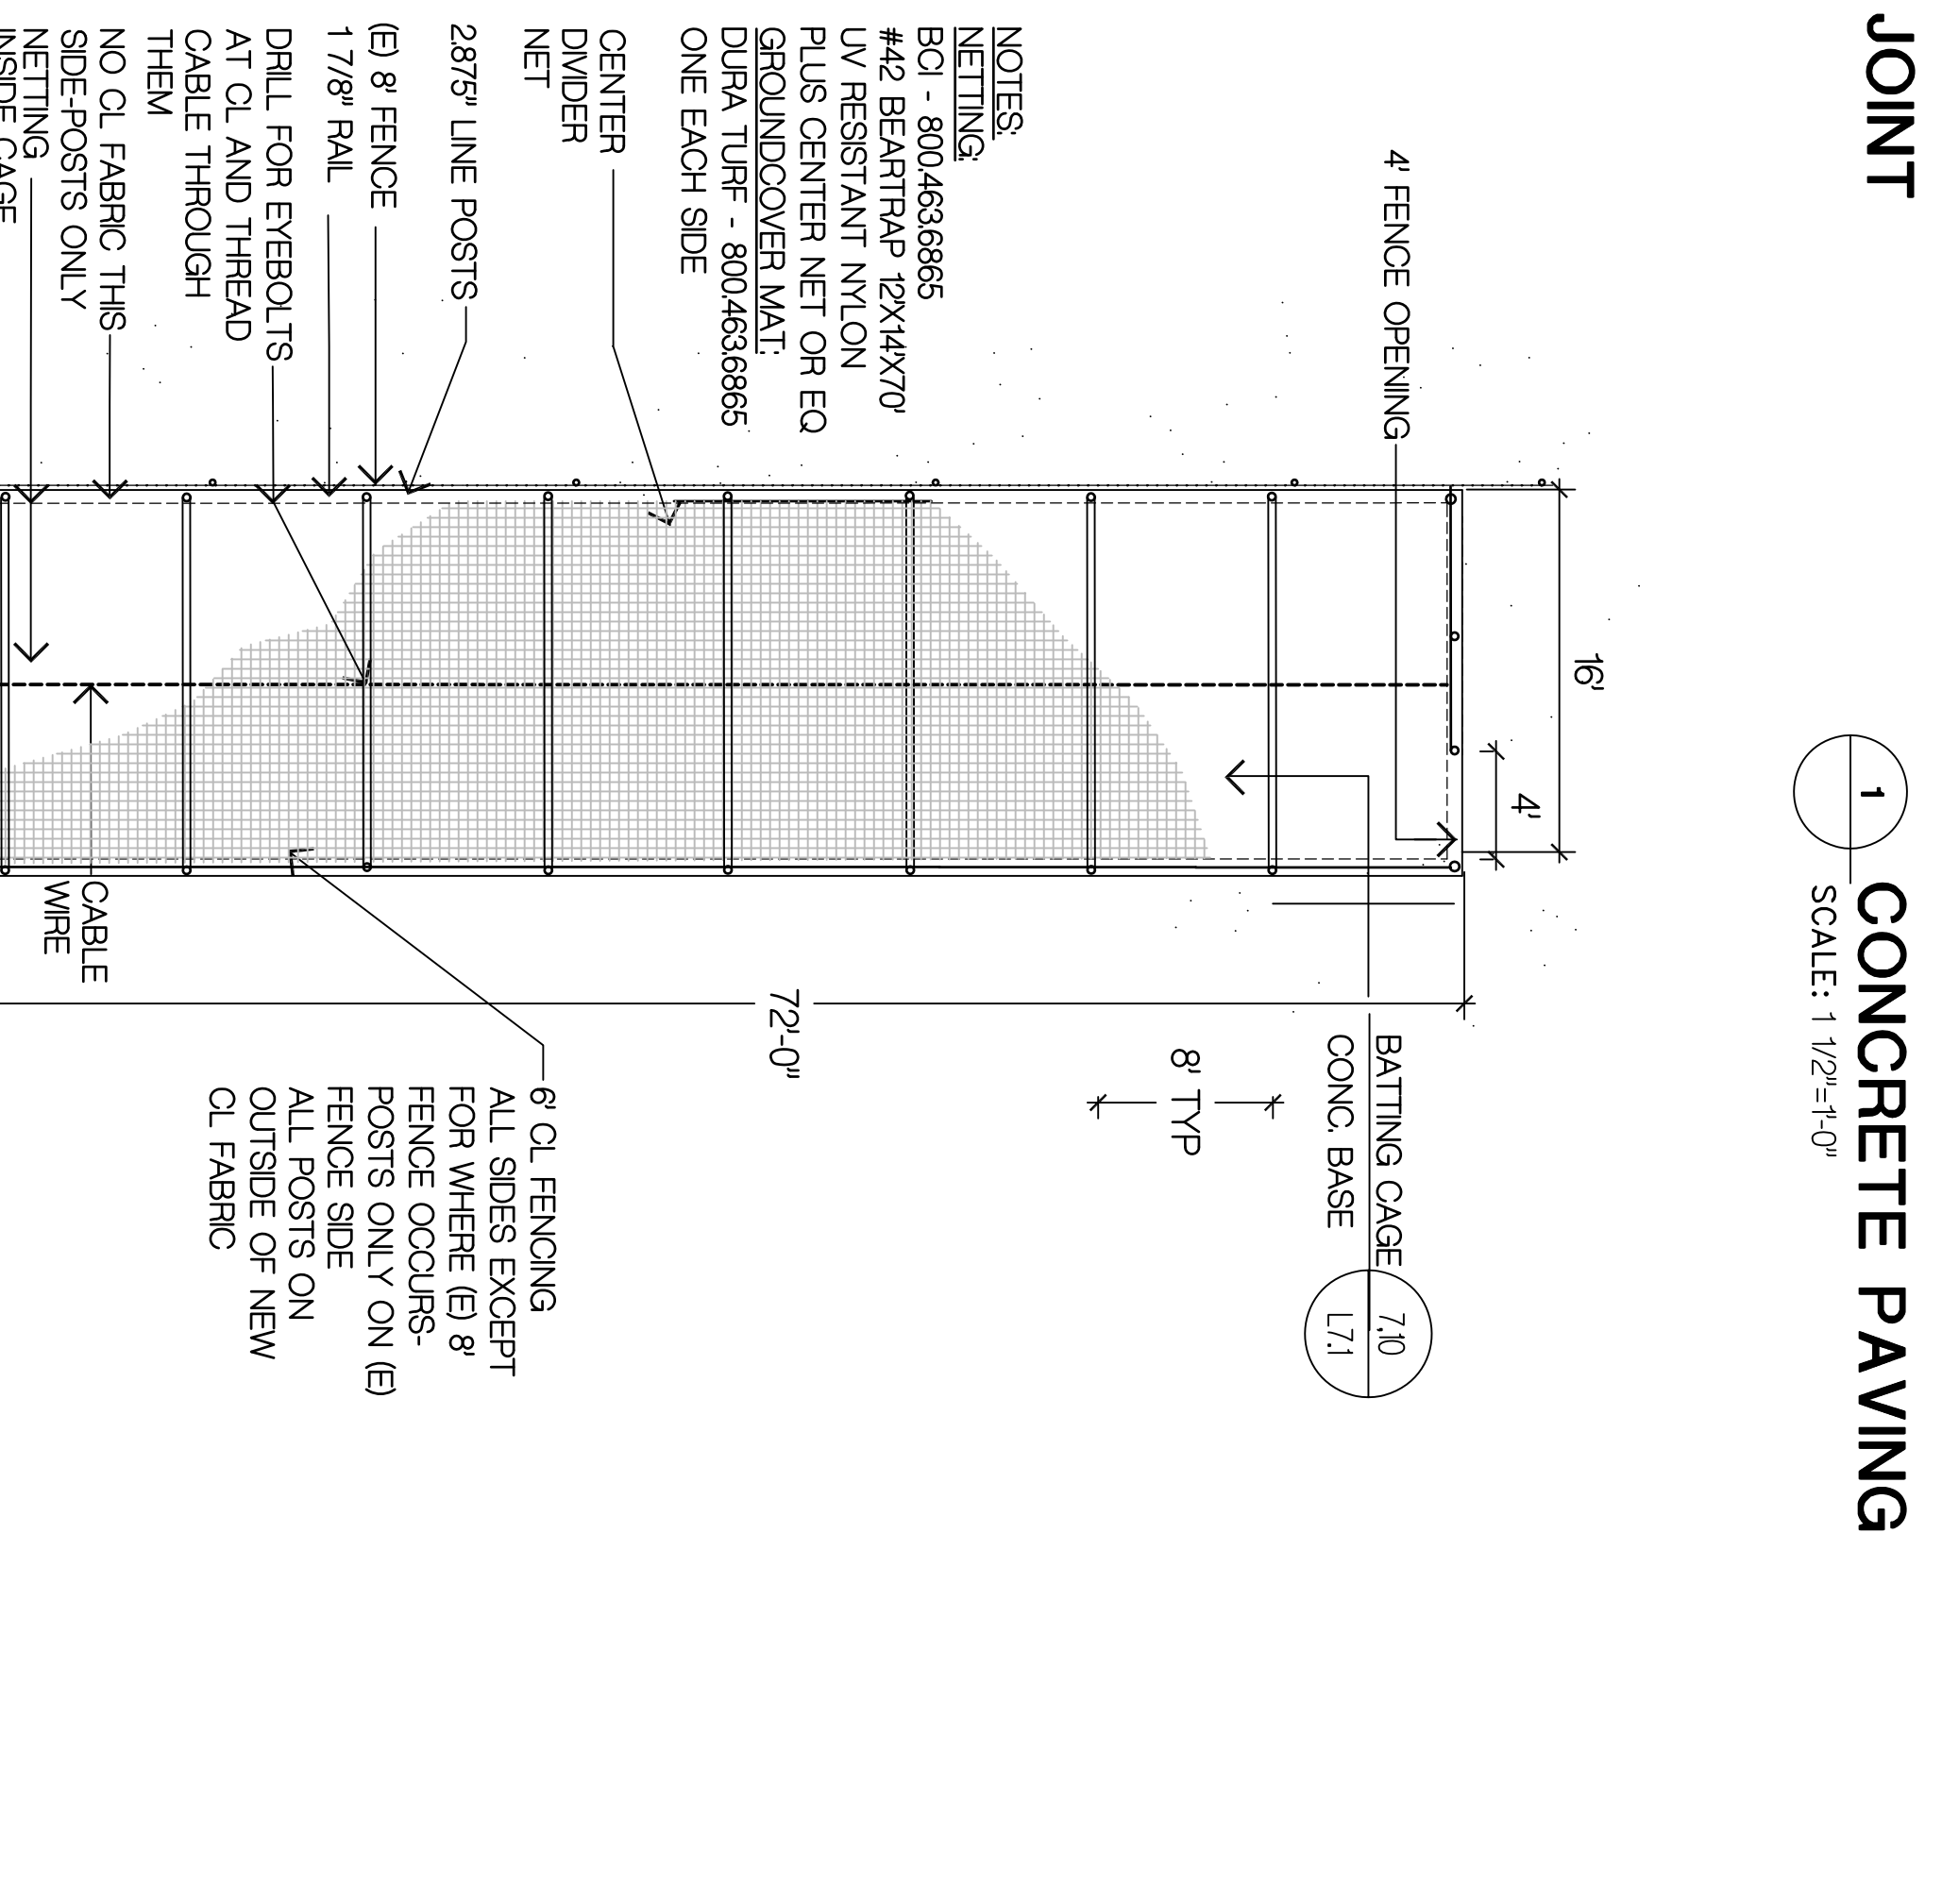 JOINT
1
CONCRETE PAVING
SCALE: 1 1/2"=1'-0"
4' FENCE OPENING
16'
4'
NOTES:
NETTING:
BCI - 800.463.6865
#42 BEARTRAP 12'X14'X70'
UV RESISTANT NYLON
PLUS CENTER NET OR EQ
GROUNDCOVER MAT:
DURA TURF - 800.463.6865
ONE EACH SIDE
CENTER
DIVIDER
NET
2.875" LINE POSTS
(E) 8' FENCE
1 7/8" RAIL
DRILL FOR EYEBOLTS
AT CL AND THREAD
CABLE THROUGH
THEM
NO CL FABRIC THIS
SIDE-POSTS ONLY
NETTING
INSIDE CAGE
CABLE
WIRE
72'-0"
8' TYP
BATTING CAGE
CONC. BASE
7,10
L7.1
6' CL FENCING
ALL SIDES EXCEPT
FOR WHERE (E) 8'
FENCE OCCURS-
POSTS ONLY ON (E)
FENCE SIDE
ALL POSTS ON
OUTSIDE OF NEW
CL FABRIC